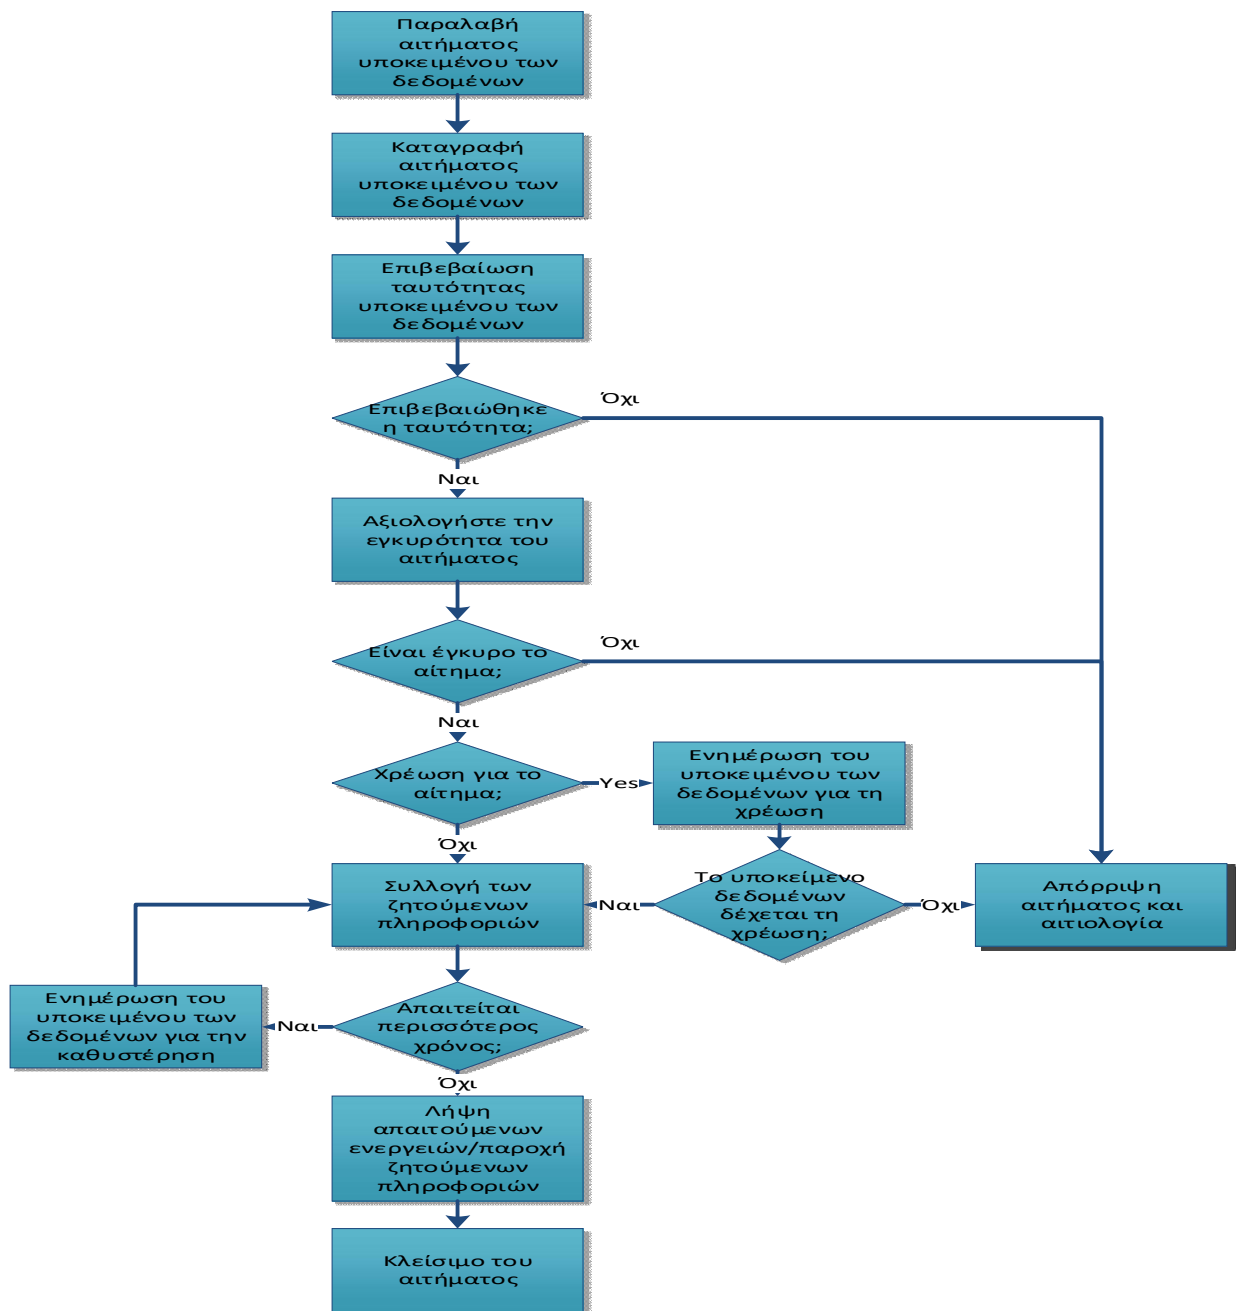 Παραλαβή
αιτήματος
υποκειμένου των
δεδομένων
Καταγραφή
αιτήματος
υποκειμένου των
δεδομένων
Επιβεβαίωση
ταυτότητας
υποκειμένου των
δεδομένων
Επιβεβαιώθηκε
η ταυτότητα;
Όχι
Ναι
Αξιολογήστε την
εγκυρότητα του
αιτήματος
Είναι έγκυρο το
αίτημα;
Όχι
Ναι
Χρέωση για το
αίτημα;
Yes
Ενημέρωση του
υποκειμένου των
δεδομένων για τη
χρέωση
Όχι
Συλλογή των
ζητούμενων
πληροφοριών
Ναι
Το υποκείμενο
δεδομένων
δέχεται τη
χρέωση;
Όχι
Απόρριψη
αιτήματος και
αιτιολογία
Ενημέρωση του
υποκειμένου των
δεδομένων για την
καθυστέρηση
Ναι
Απαιτείται
περισσότερος
χρόνος;
Όχι
Λήψη
απαιτούμενων
ενεργειών/παροχή
ζητούμενων
πληροφοριών
Κλείσιμο του
αιτήματος